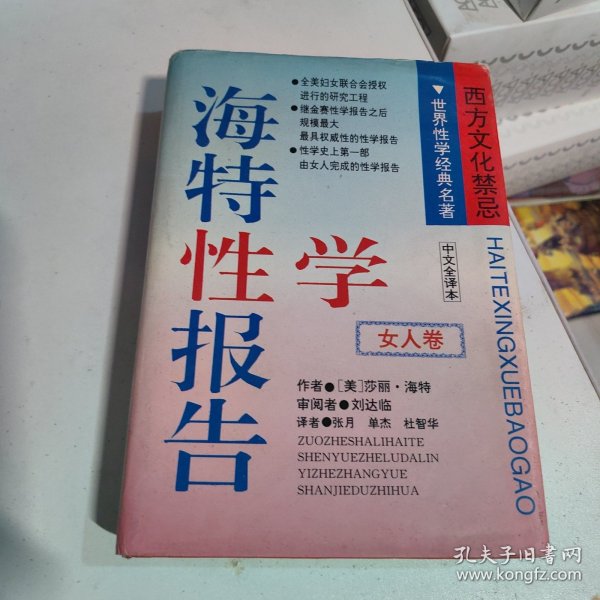 西方文化禁忌
▼世界性学经典名著
●全美妇女联合会授权
进行的研究工程
●继金赛性学报告之后
规模最大
最具权威性的性学报告
●性学史上第一部
由女人完成的性学报告
海特性学报告
中文全译本
HAITEXINGXUEBAOGAO
女人卷
作者●[美]莎丽·海特
审阅者●刘达临
译者●张月 单杰 杜智华
ZUOZHESHALIHAITE
SHENYUEZHELUDALIN
YIZHEZHANGYUE
SHANJIEDUZHIHUA
孔夫子旧书网
www.kongfz.com